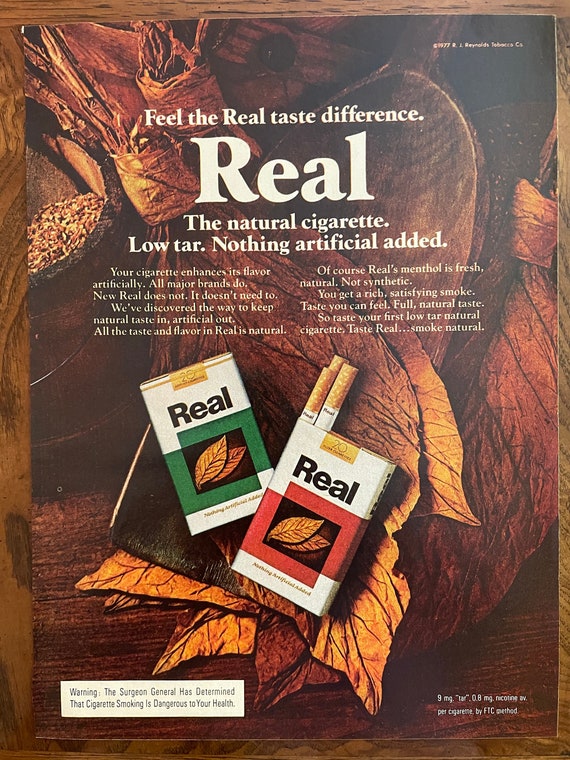 ©1977 R. J. Reynolds Tobacco Co.
Feel the Real taste difference.
Real
The natural cigarette.
Low tar. Nothing artificial added.
Your cigarette enhances its flavor
artificially. All major brands do.
New Real does not. It doesn't need to.
We've discovered the way to keep
natural taste in, artificial out.
All the taste and flavor in Real is natural.
Of course Real's menthol is fresh,
natural. Not synthetic.
You get a rich, satisfying smoke.
Taste you can feel. Full, natural taste.
So taste your first low tar natural
cigarette. Taste Real...smoke natural.
20
Real
Nothing Artificial Added
Real
Real
20
Real
Nothing Artificial Added
Warning: The Surgeon General Has Determined
That Cigarette Smoking Is Dangerous to Your Health.
9 mg. "tar", 0.8 mg. nicotine av.
per cigarette, by FTC method.